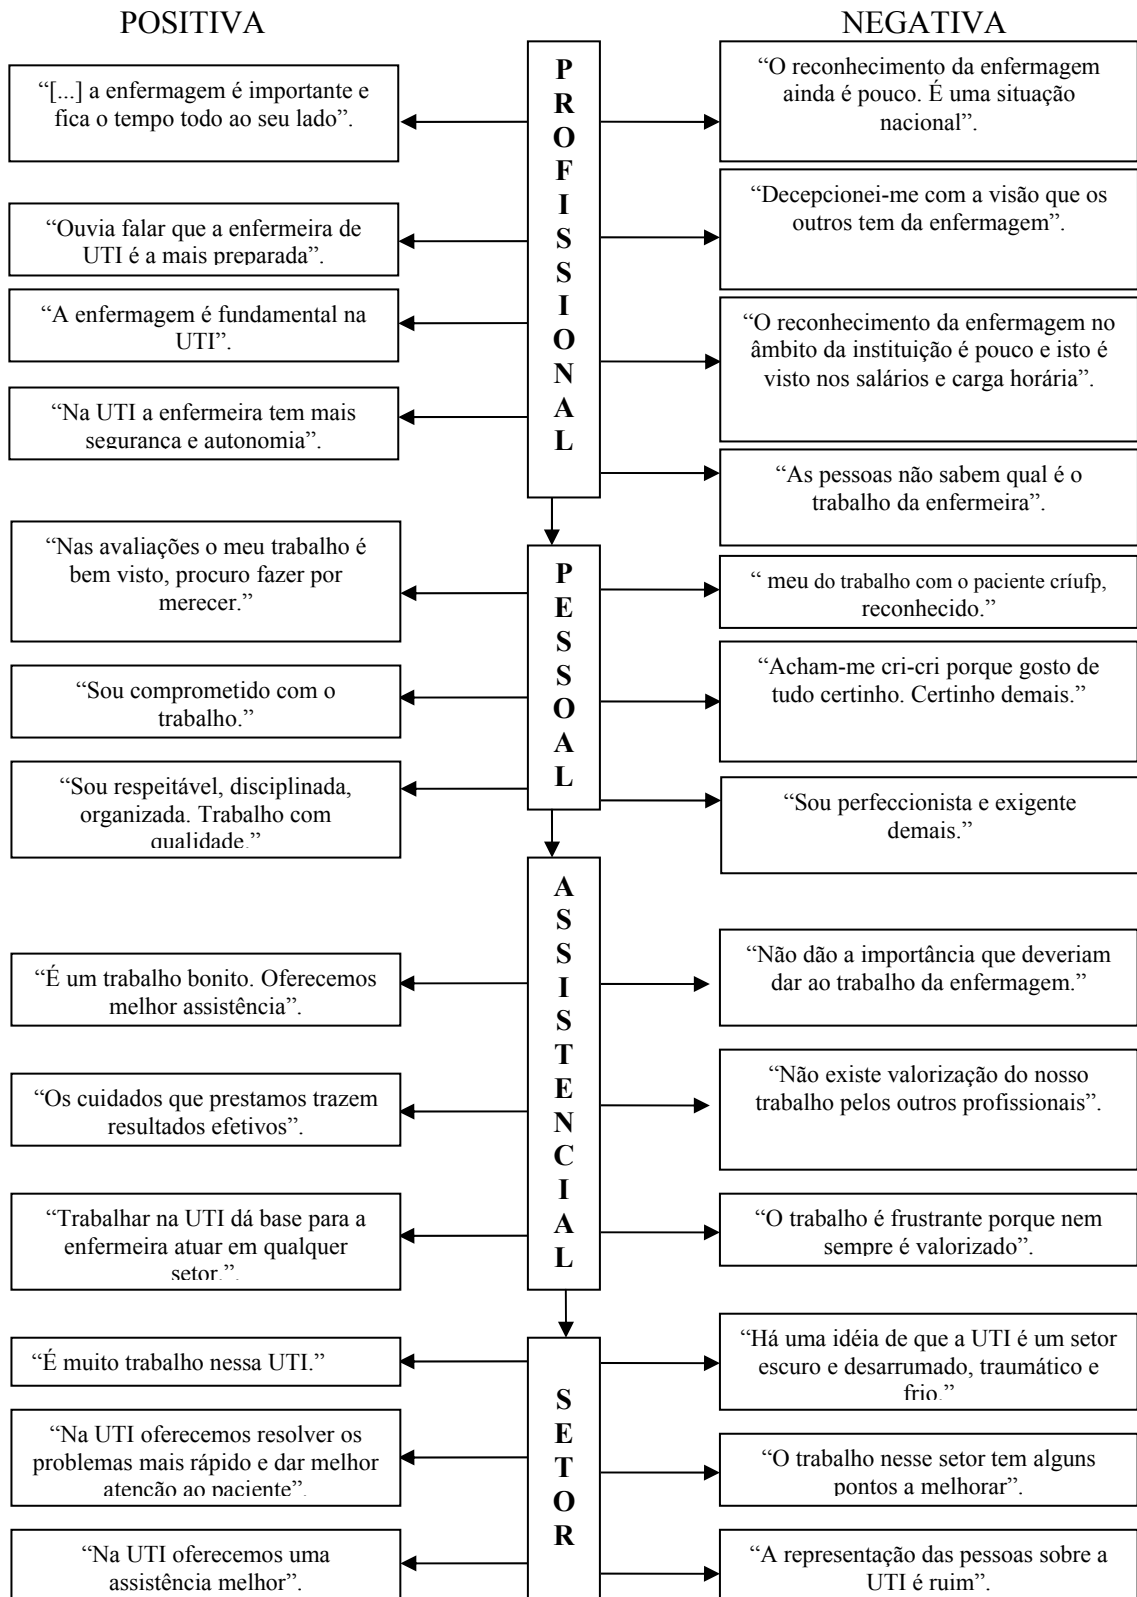 POSITIVA
NEGATIVA
PROFISSIONAL
“[...] a enfermagem é importante e
fica o tempo todo ao seu lado”.
“Ouvia falar que a enfermeira de
UTI é a mais preparada”.
“A enfermagem é fundamental na
UTI”.
“Na UTI a enfermeira tem mais
segurança e autonomia”.
“O reconhecimento da enfermagem
ainda é pouco. É uma situação
nacional”.
“Decepcionei-me com a visão que os
outros tem da enfermagem”.
“O reconhecimento da enfermagem no
âmbito da instituição é pouco e isto é
visto nos salários e carga horária”.
“As pessoas não sabem qual é o
trabalho da enfermeira”.
PESSOAL
“Nas avaliações o meu trabalho é
bem visto, procuro fazer por
merecer.”
“Sou comprometido com o
trabalho.”
“Sou respeitável, disciplinada,
organizada. Trabalho com
qualidade.”
“ meu do trabalho com o paciente críufp,
reconhecido.”
“Acham-me cri-cri porque gosto de
tudo certinho. Certinho demais.”
“Sou perfeccionista e exigente
demais.”
ASSISTENCIAL
“É um trabalho bonito. Oferecemos
melhor assistência”.
“Os cuidados que prestamos trazem
resultados efetivos”.
“Trabalhar na UTI dá base para a
enfermeira atuar em qualquer
setor.”.
“Não dão a importância que deveriam
dar ao trabalho da enfermagem.”
“Não existe valorização do nosso
trabalho pelos outros profissionais”.
“O trabalho é frustrante porque nem
sempre é valorizado”.
SETOR
“É muito trabalho nessa UTI.”
“Na UTI oferecemos resolver os
problemas mais rápido e dar melhor
atenção ao paciente”.
“Na UTI oferecemos uma
assistência melhor”.
“Há uma idéia de que a UTI é um setor
escuro e desarrumado, traumático e
frio.”
“O trabalho nesse setor tem alguns
pontos a melhorar”.
“A representação das pessoas sobre a
UTI é ruim”.